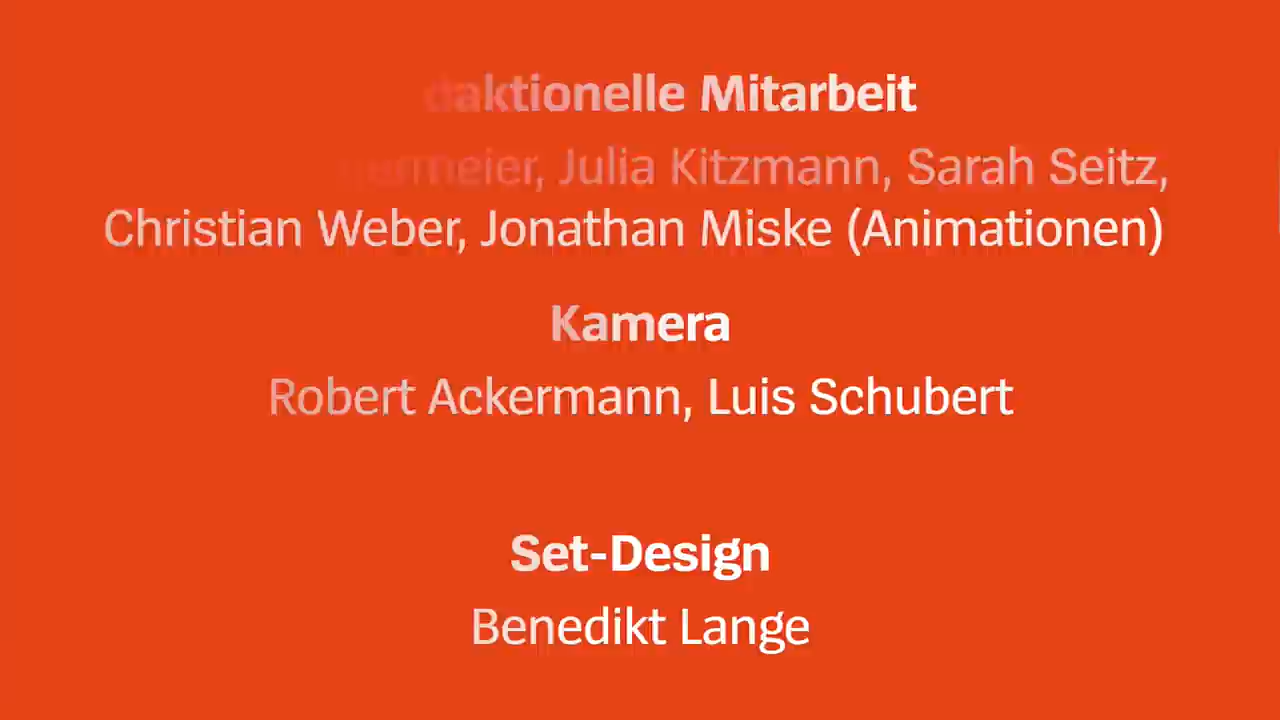 Mitarbeit
Julia Kitzmann, Sarah Seitz,
Christian Weber, Jonathan Miske (Animationen)
Kamera
Robert Ackermann, Luis Schubert
Set-Design
Benedikt Lange